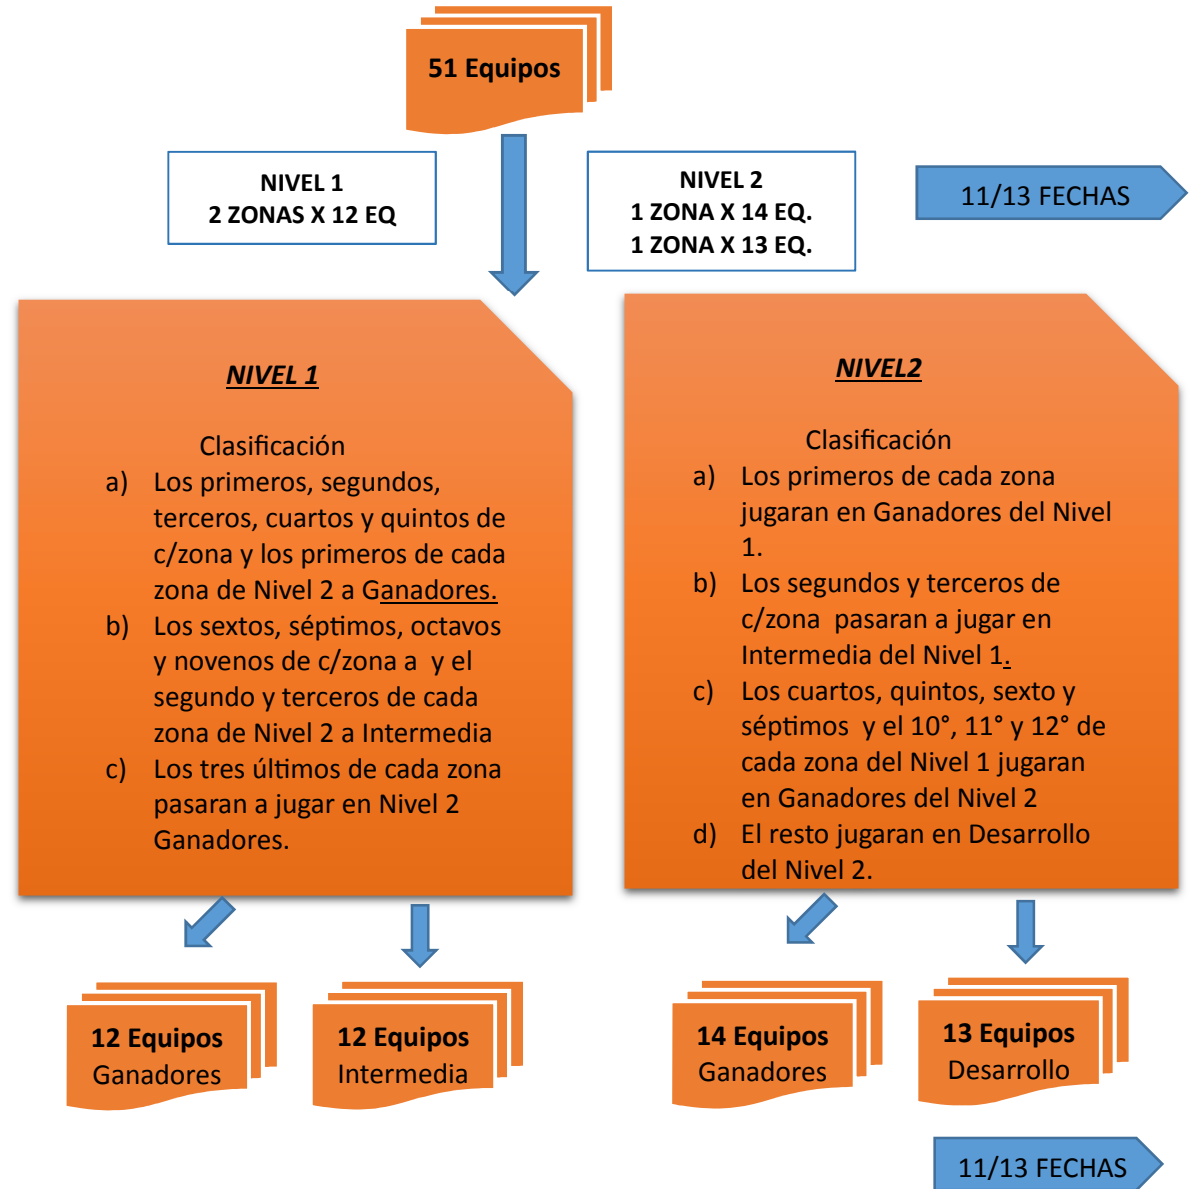 51 Equipos
NIVEL 1
2 ZONAS X 12 EQ
NIVEL 2
1 ZONA X 14 EQ.
1 ZONA X 13 EQ.
11/13 FECHAS
NIVEL 1
Clasificación
a) Los primeros, segundos,
terceros, cuartos y quintos de
c/zona y los primeros de cada
zona de Nivel 2 a Ganadores.
b) Los sextos, séptimos, octavos
y novenos de c/zona a  y el
segundo y terceros de cada
zona de Nivel 2 a Intermedia
c) Los tres últimos de cada zona
pasaran a jugar en Nivel 2
Ganadores.
NIVEL2
Clasificación
a) Los primeros de cada zona
jugaran en Ganadores del Nivel
1.
b) Los segundos y terceros de
c/zona  pasaran a jugar en
Intermedia del Nivel 1.
c) Los cuartos, quintos, sexto y
séptimos  y el 10°, 11° y 12° de
cada zona del Nivel 1 jugaran
en Ganadores del Nivel 2
d) El resto jugaran en Desarrollo
del Nivel 2.
12 Equipos
Ganadores
12 Equipos
Intermedia
14 Equipos
Ganadores
13 Equipos
Desarrollo
11/13 FECHAS